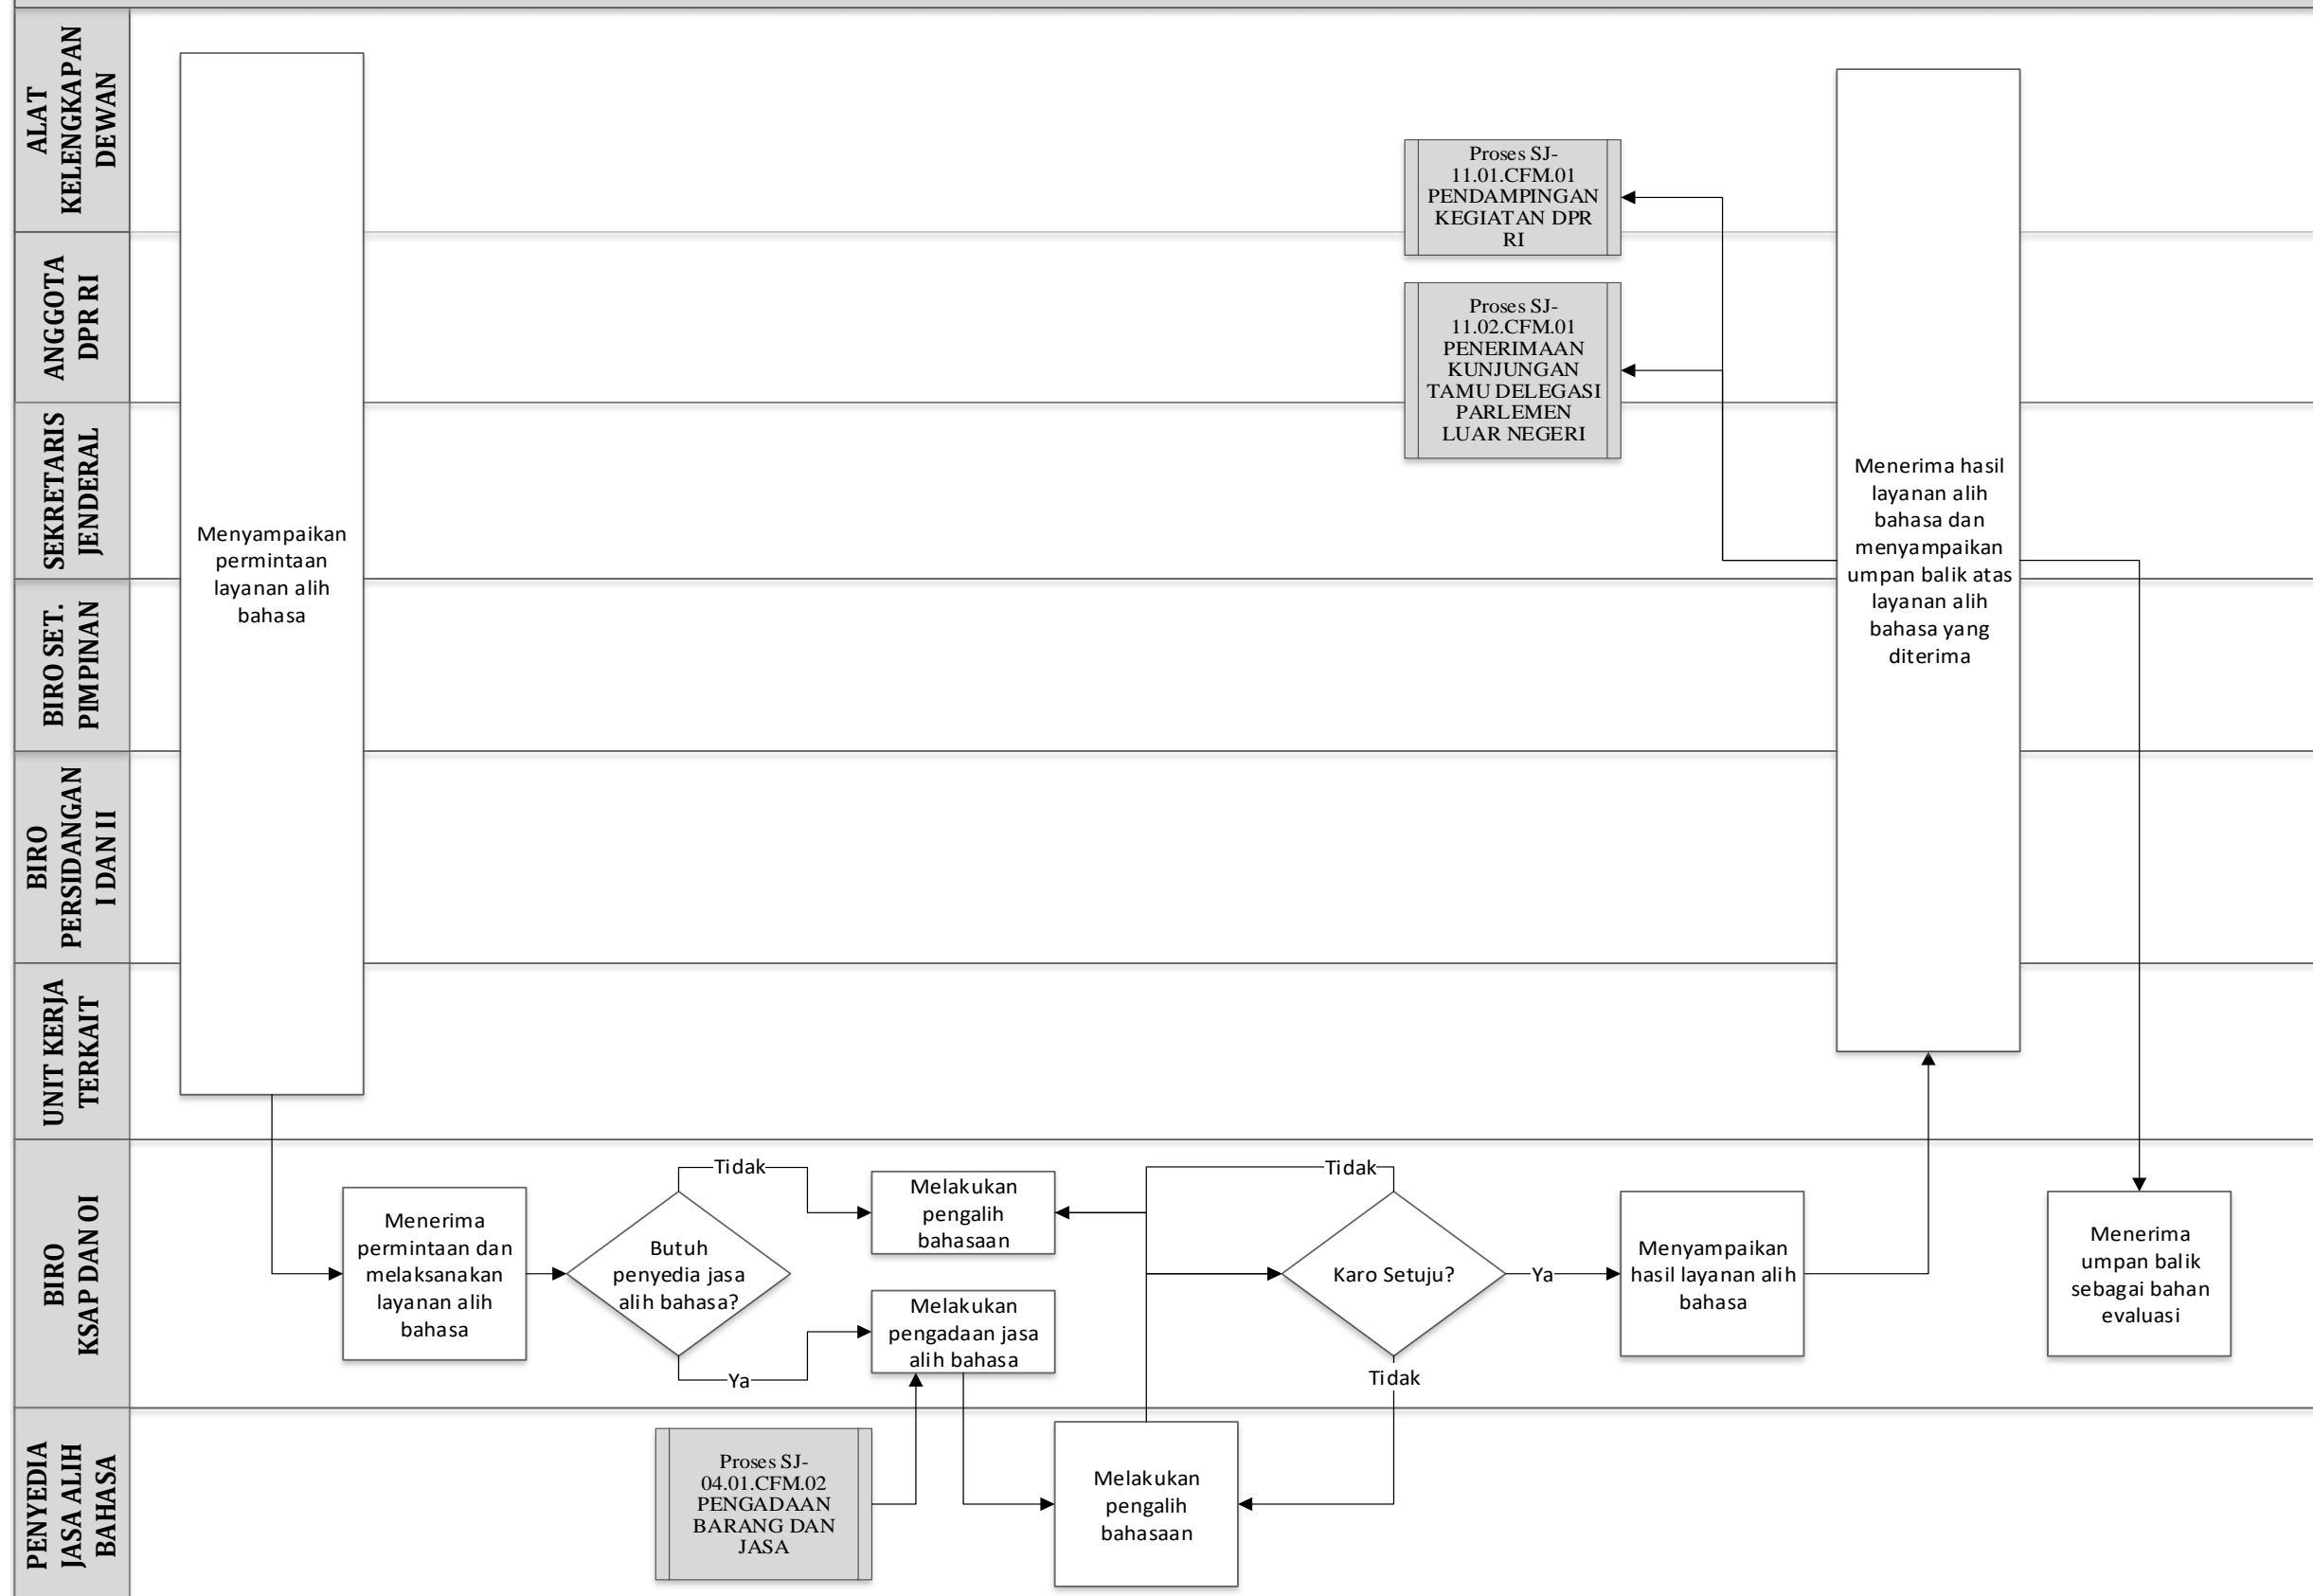 ALAT
KELENGKAPAN
DEWAN
ANGGOTA
DPR RI
SEKRETARIS
JENDERAL
BIRO SET.
PIMPINAN
BIRO
PERSIDANGAN
I DAN II
UNIT KERJA
TERKAIT
BIRO
KSAP DAN OI
PENYEDIA
JASA ALIH
BAHASA
Menyampaikan
permintaan
layanan alih
bahasa
Menerima
permintaan dan
melaksanakan
layanan alih
bahasa
Butuh
penyedia jasa
alih bahasa?
Tidak
Ya
Melakukan
pengalih
bahasaan
Melakukan
pengadaan jasa
alih bahasa
Proses SJ-
04.01.CFM.02
PENGADAAN
BARANG DAN
JASA
Melakukan
pengalih
bahasaan
Tidak
Karo Setuju?
Ya
Tidak
Menyampaikan
hasil layanan alih
bahasa
Proses SJ-
11.01.CFM.01
PENDAMPINGAN
KEGIATAN DPR
RI
Proses SJ-
11.02.CFM.01
PENERIMAAN
KUNJUNGAN
TAMU DELEGASI
PARLEMEN
LUAR NEGERI
Menerima hasil
layanan alih
bahasa dan
menyampaikan
umpan balik atas
layanan alih
bahasa yang
diterima
Menerima
umpan balik
sebagai bahan
evaluasi